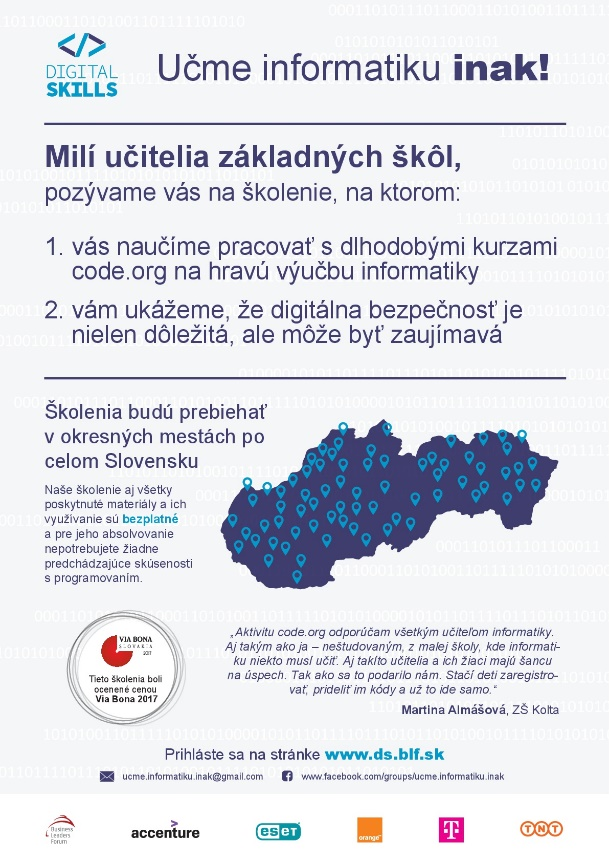 DIGITAL
SKILLS
Učme informatiku inak!
Milí učitelia základných škôl,
pozývame vás na školenie, na ktorom:
1. vás naučíme pracovať s dlhodobými kurzami
code.org na hravú výučbu informatiky
2. vám ukážeme, že digitálna bezpečnosť je
nielen dôležitá, ale môže byť zaujímavá
Školenia budú prebiehať
v okresných mestách po
celom Slovensku
Naše školenie aj všetky
poskytnuté materiály a ich
využivanie sú bezplatné
a pre jeho absolvovanie
nepotrebujete žiadne
predchádzajúce skúsenosti
s programovaním.
VIA BONA
SLOVAKIA
2017
Tieto školenia boli
ocenené cenou
Via Bona 2017
„Aktivitu code.org odporúčam všetkým učiteľom informatiky.
Aj takým ako ja – neštudovaným, z malej školy, kde informati-
ku niekto musí učiť. Aj takíto učitelia a ich žiaci majú šancu
na úspech. Tak ako sa to podarilo nám. Stačí deti zaregistro-
vať, prideliť im kódy a už to ide samo.“
Martina Almášová, ZŠ Kolta
Prihláste sa na stránke www.ds.blf.sk
ucme.informatiku.inak@gmail.com www.facebook.com/groups/ucme.informatiku.inak
Business
Leaders
Forum
accenture
eseT
orange
T
TNT